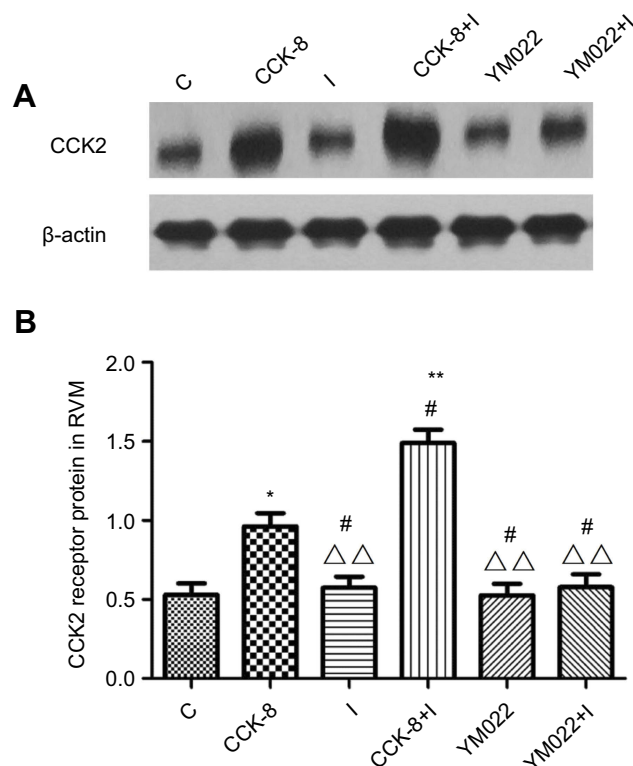 A
C CCK-8 I CCK-8+I YM022 YM022+I
CCK2
β-actin
B
CCK2 receptor protein in RVM
2.0
1.5
1.0
0.5
0.0
*
#
△△
**
#
#
△△
#
△△
C CCK-8 I CCK-8+I YM022 YM022+I